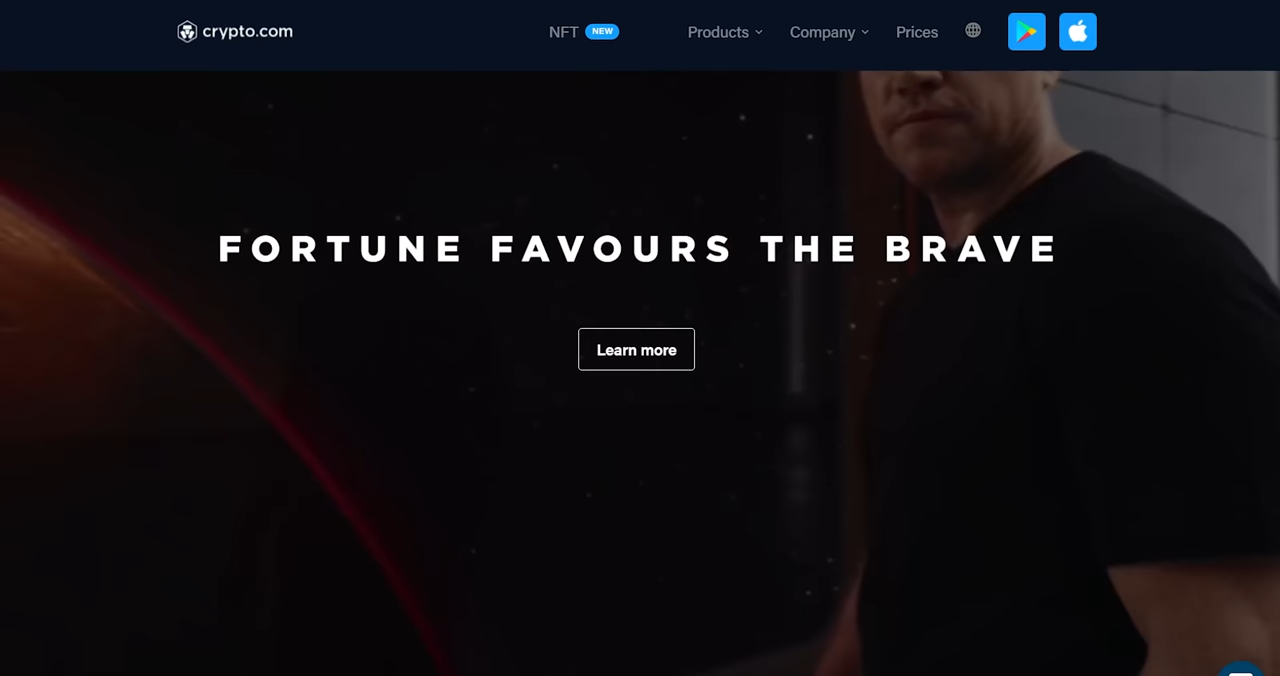 crypto.com
NFT NEW
Products
Company
Prices
FORTUNE FAVOURS THE BRAVE
Learn more